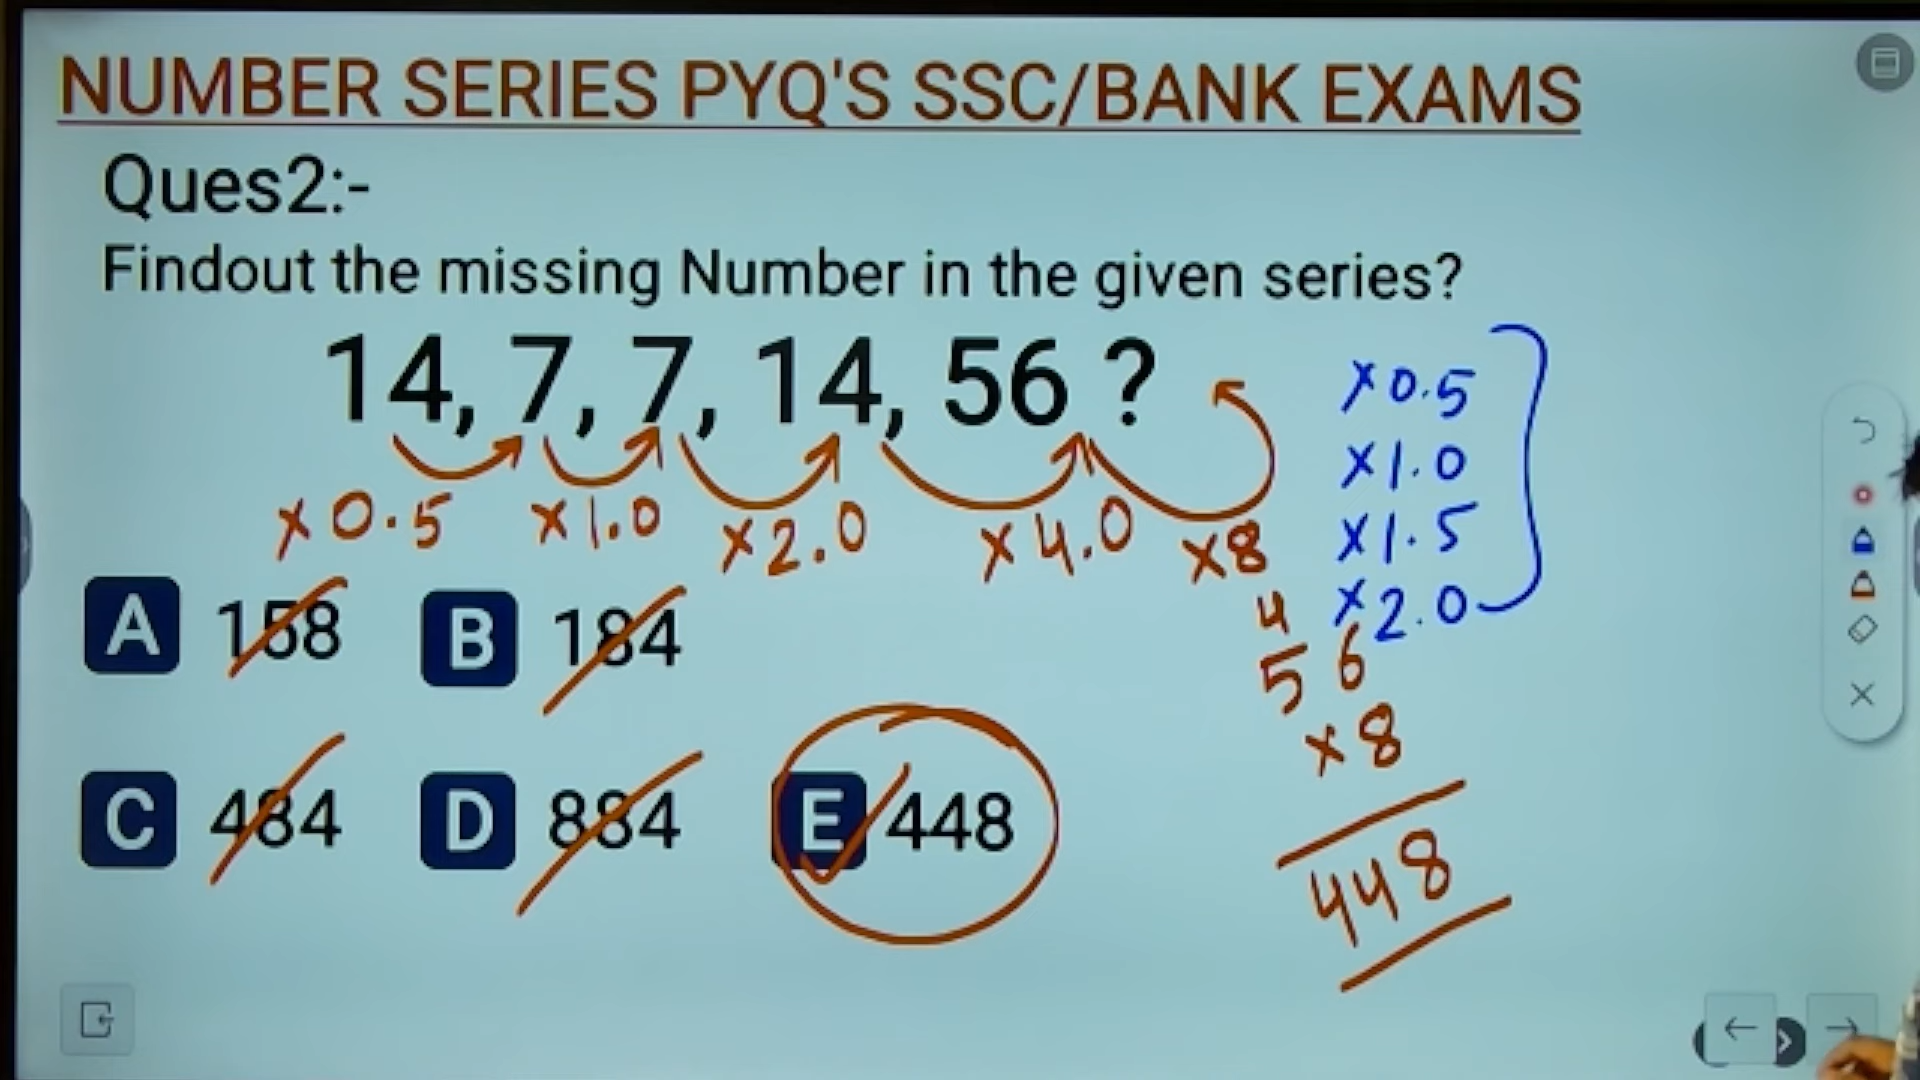 NUMBER SERIES PYQ'S SSC/BANK EXAMS
Ques2:-
Findout the missing Number in the given series?
14, 7, 7, 14, 56 ?
×0.5 ×1.0 ×2.0 ×4.0 ×8
×0.5
×1.0
×1.5
×2.0
A 158 B 184
C 484 D 884 E 448
4
56
×8
448